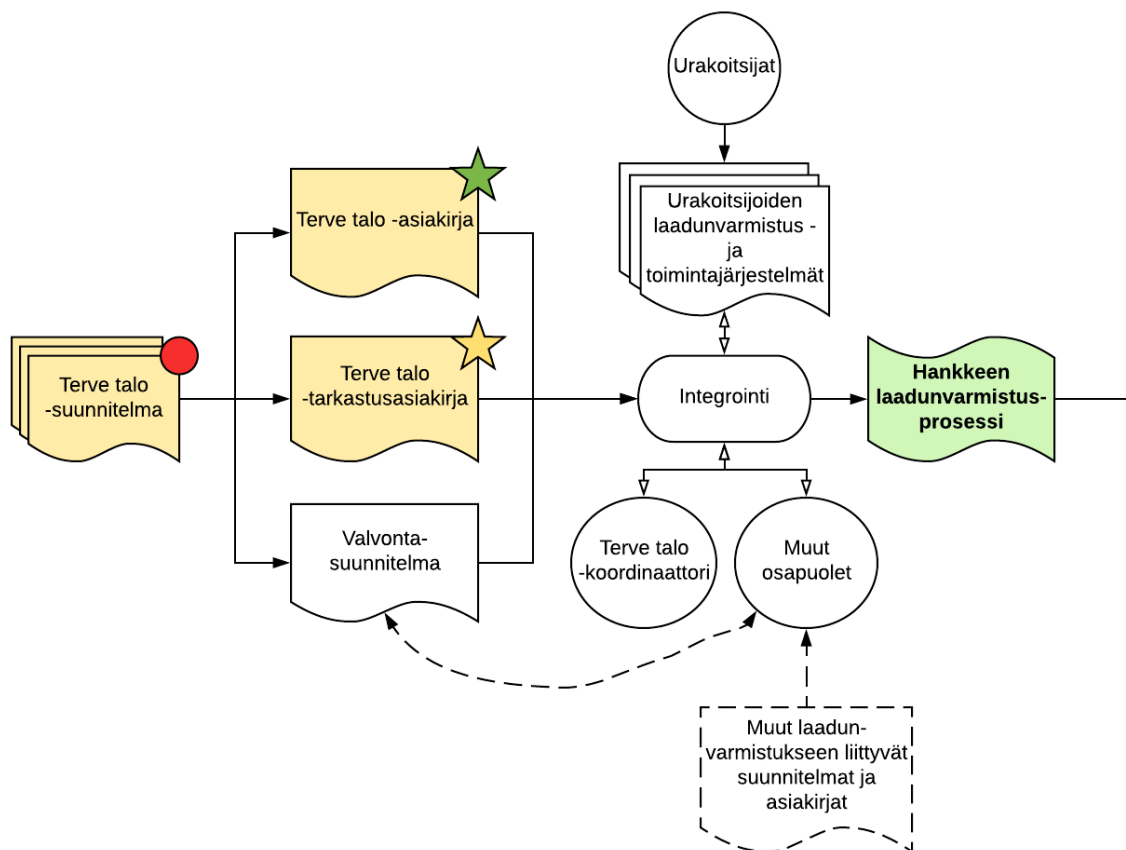 Urakoitsijat
Urakoitsijoiden
laadunvarmistus -
ja
toimintajärjestelmät
Terve talo -asiakirja
Terve talo
-suunnitelma
Terve talo
-tarkastusasiakirja
Integrointi
Hankkeen
laadunvarmistus-
prosessi
Valvonta-
suunnitelma
Terve talo
-koordinaattori
Muut
osapuolet
Muut laadun-
varmistukseen liittyvät
suunnitelmat ja
asiakirjat